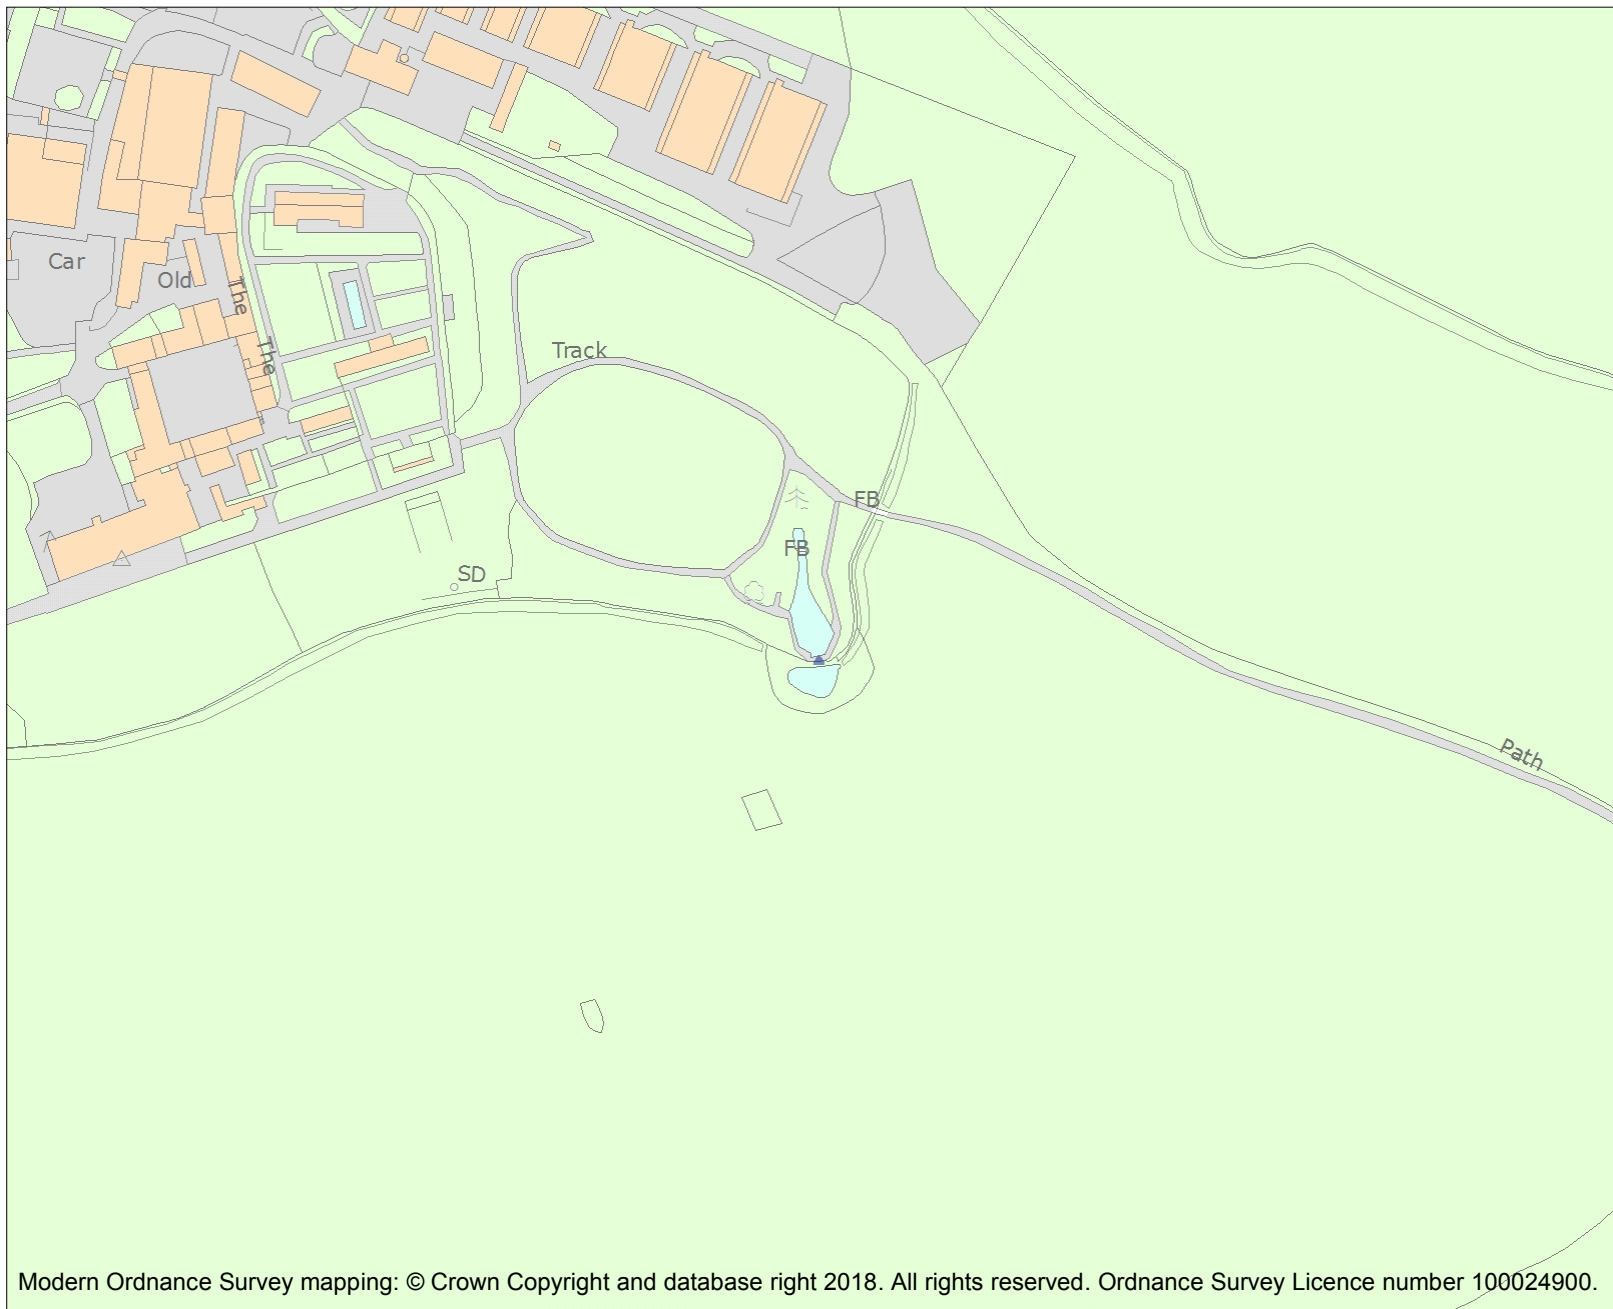 Car
Old
The
The
Track
FB
FB
SD
Path
Modern Ordnance Survey mapping: © Crown Copyright and database right 2018. All rights reserved. Ordnance Survey Licence number 100024900.